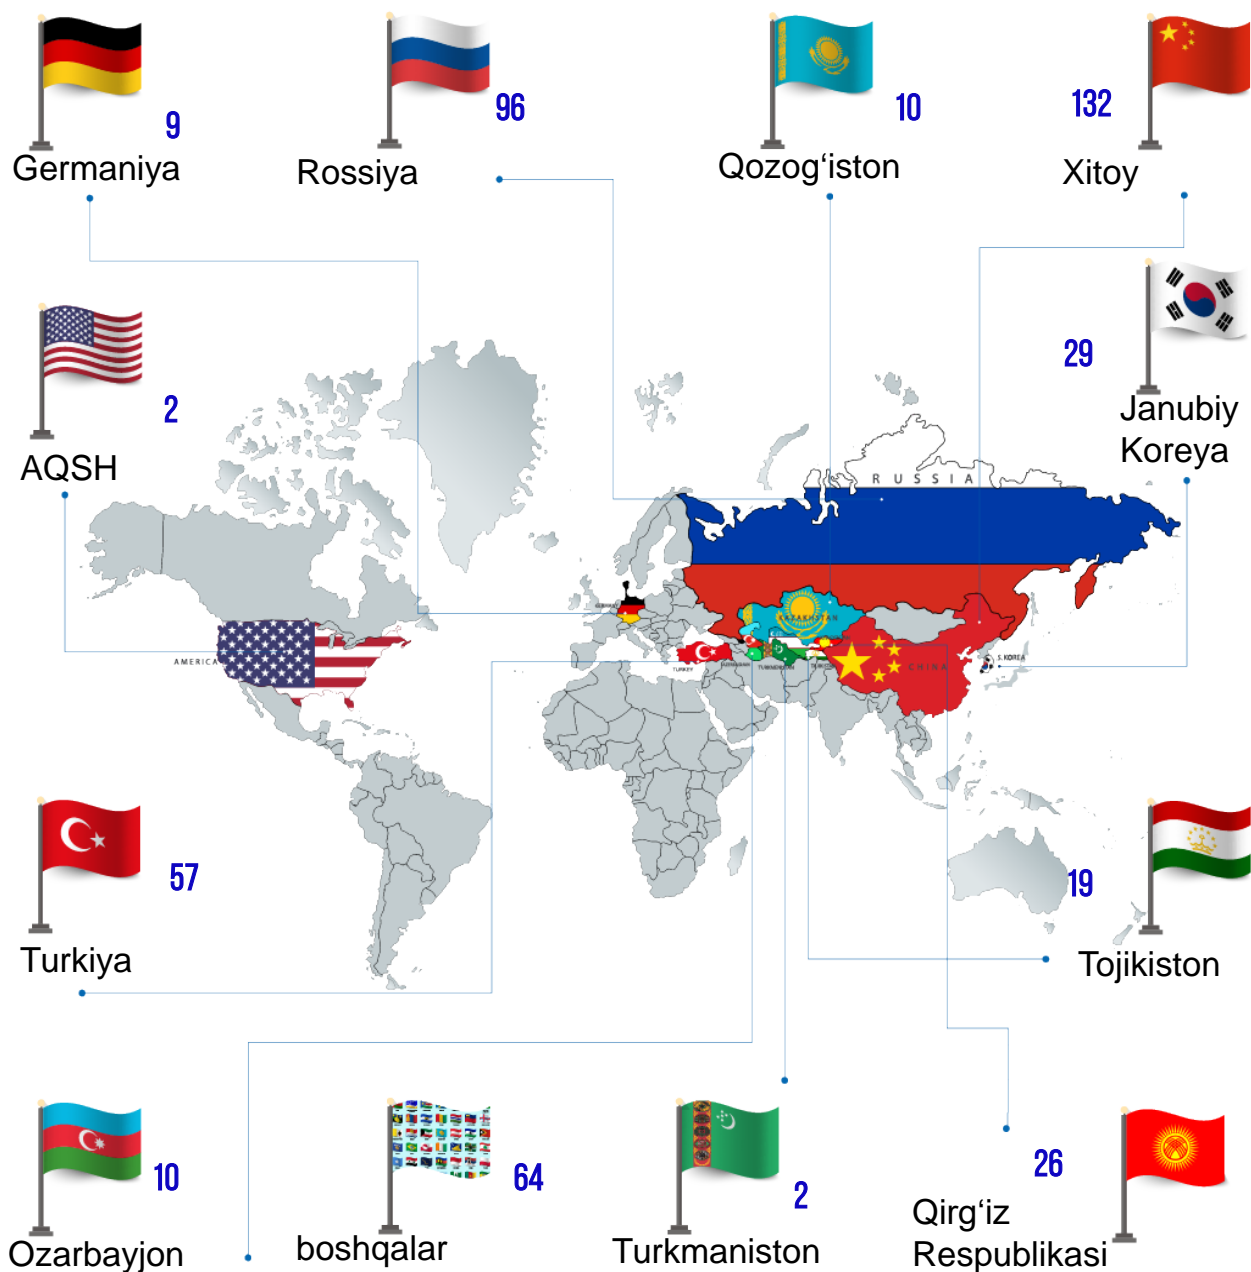 9
Germaniya
96
Rossiya
10
Qozog‘iston
132
Xitoy
2
AQSH
29
Janubiy
Koreya
RUSSIA
KAZAKHSTAN
AMERICA
TURKEY
CHINA
S.KOREA
57
Turkiya
19
Tojikiston
10
Ozarbayjon
64
boshqalar
2
Turkmaniston
26
Qirg‘iz
Respublikasi